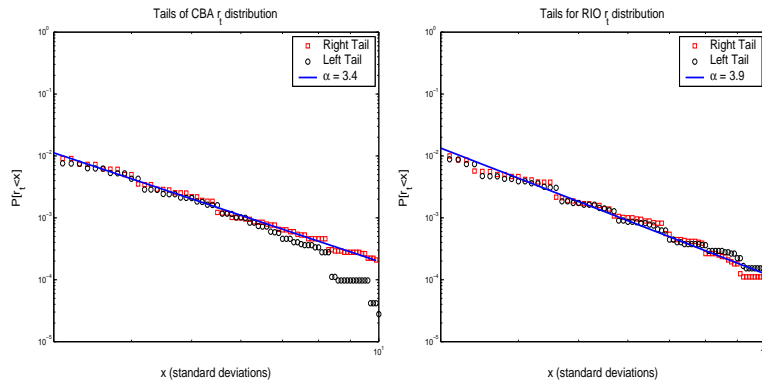 Tails of CBA r_t distribution
10^0
10^-1
10^-2
10^-3
10^-4
10^-5
P[r_t<x]
Right Tail
Left Tail
α = 3.4
10^1
x (standard deviations)
Tails for RIO r_t distribution
10^0
10^-1
10^-2
10^-3
10^-4
10^-5
P[r_t<x]
Right Tail
Left Tail
α = 3.9
x (standard deviations)